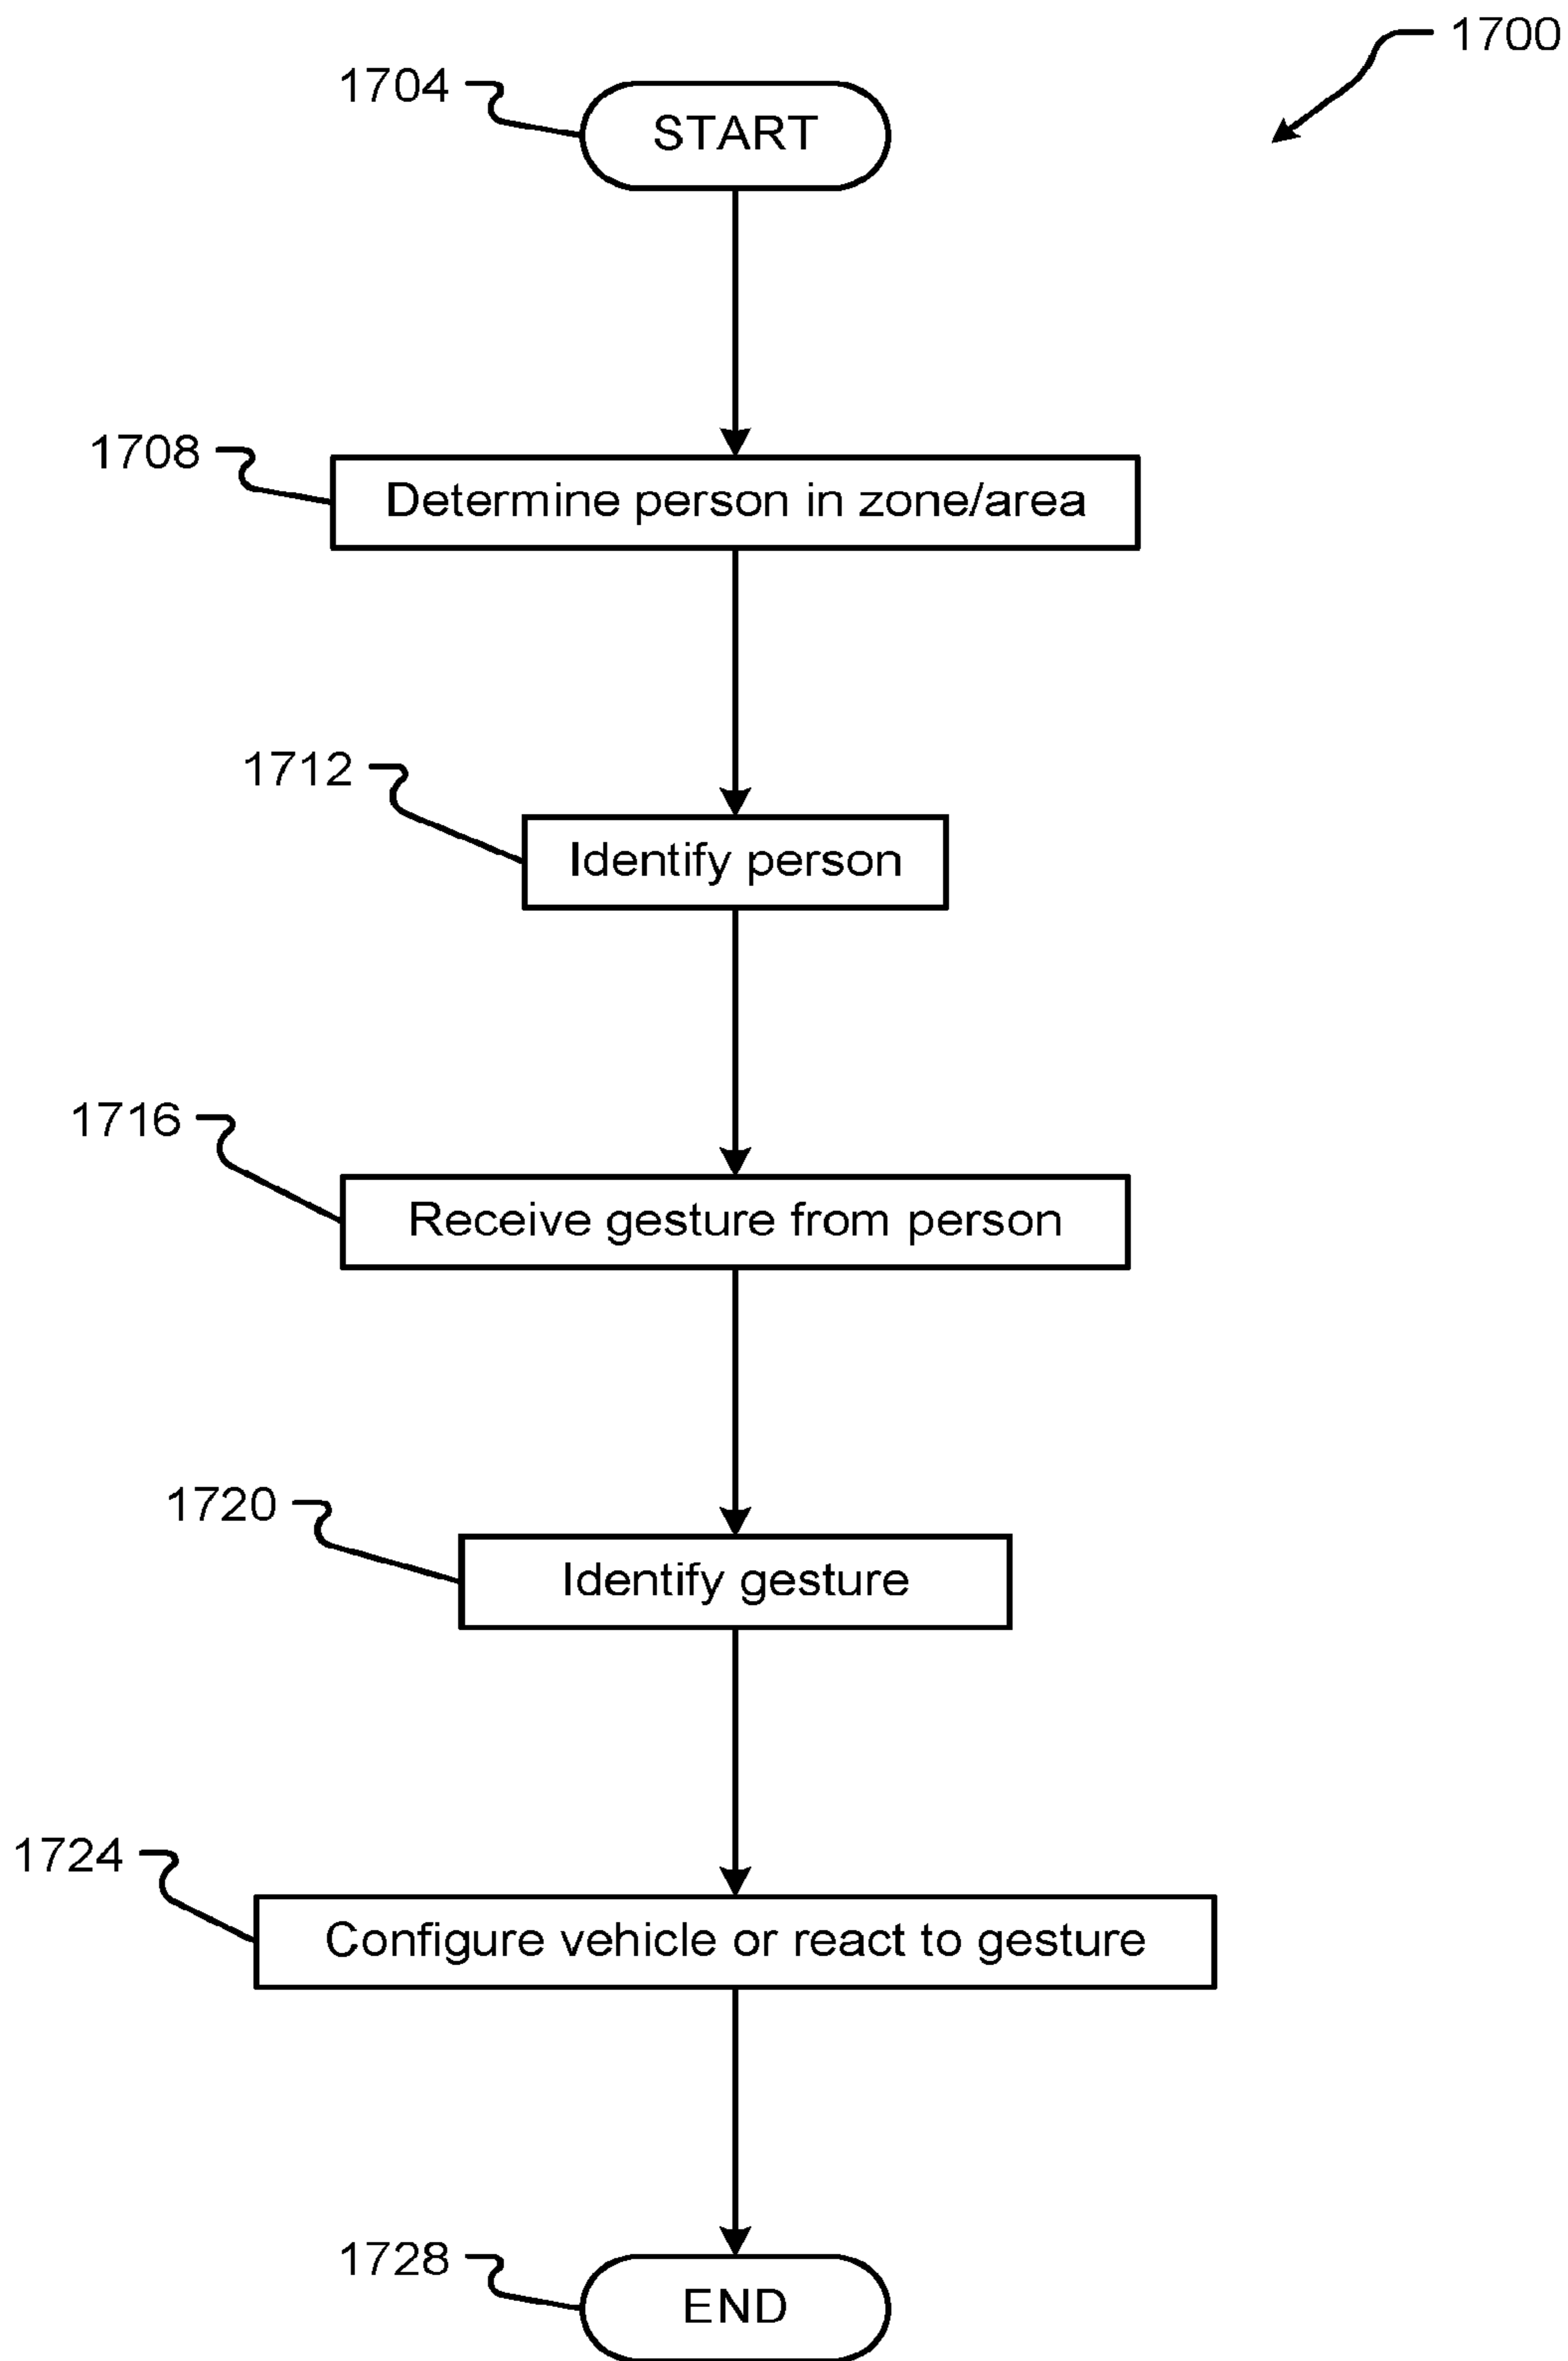 1700
1704
START
1708
Determine person in zone/area
1712
Identify person
1716
Receive gesture from person
1720
Identify gesture
1724
Configure vehicle or react to gesture
1728
END